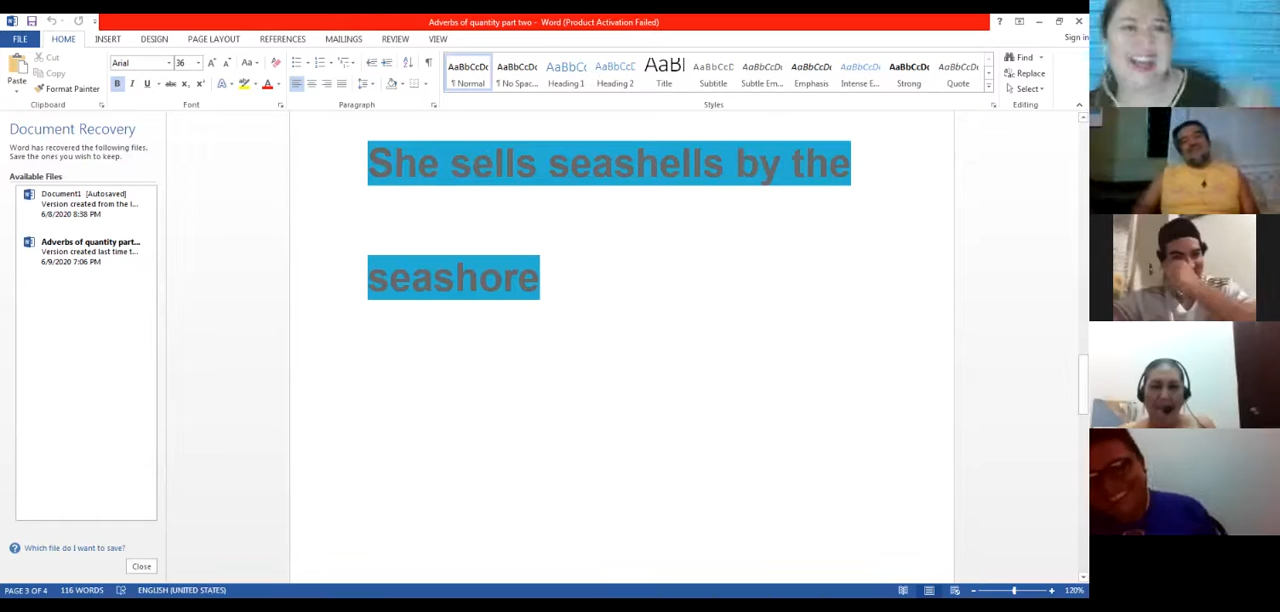 Adverbs of quantity part two - Word (Product Activation Failed)
FILE HOME INSERT DESIGN PAGE LAYOUT REFERENCES MAILINGS REVIEW VIEW Sign in
Cut
Copy
Format Painter
Paste
Clipboard
Arial 36
Font
Paragraph
AaBbCcDc AaBbCcDc AaBbCc AaBbCcD AaBl AaBbCcD AaBbCcDc AaBbCcDc AaBbCcDc AaBbCcDc AaBbCcDc
¶ Normal ¶ No Spac... Heading 1 Heading 2 Title Subtitle Subtle Em... Emphasis Intense E... Strong Quote
Styles
Find
Replace
Select
Editing
Document Recovery
Word has recovered the following files.
Save the ones you wish to keep.
Available Files
Document1 [Autosaved]
Version created from the l...
6/8/2020 8:38 PM
Adverbs of quantity part...
Version created last time t...
6/9/2020 7:06 PM
Which file do I want to save?
Close
She sells seashells by the
seashore
PAGE 3 OF 4 116 WORDS ENGLISH (UNITED STATES) 120%